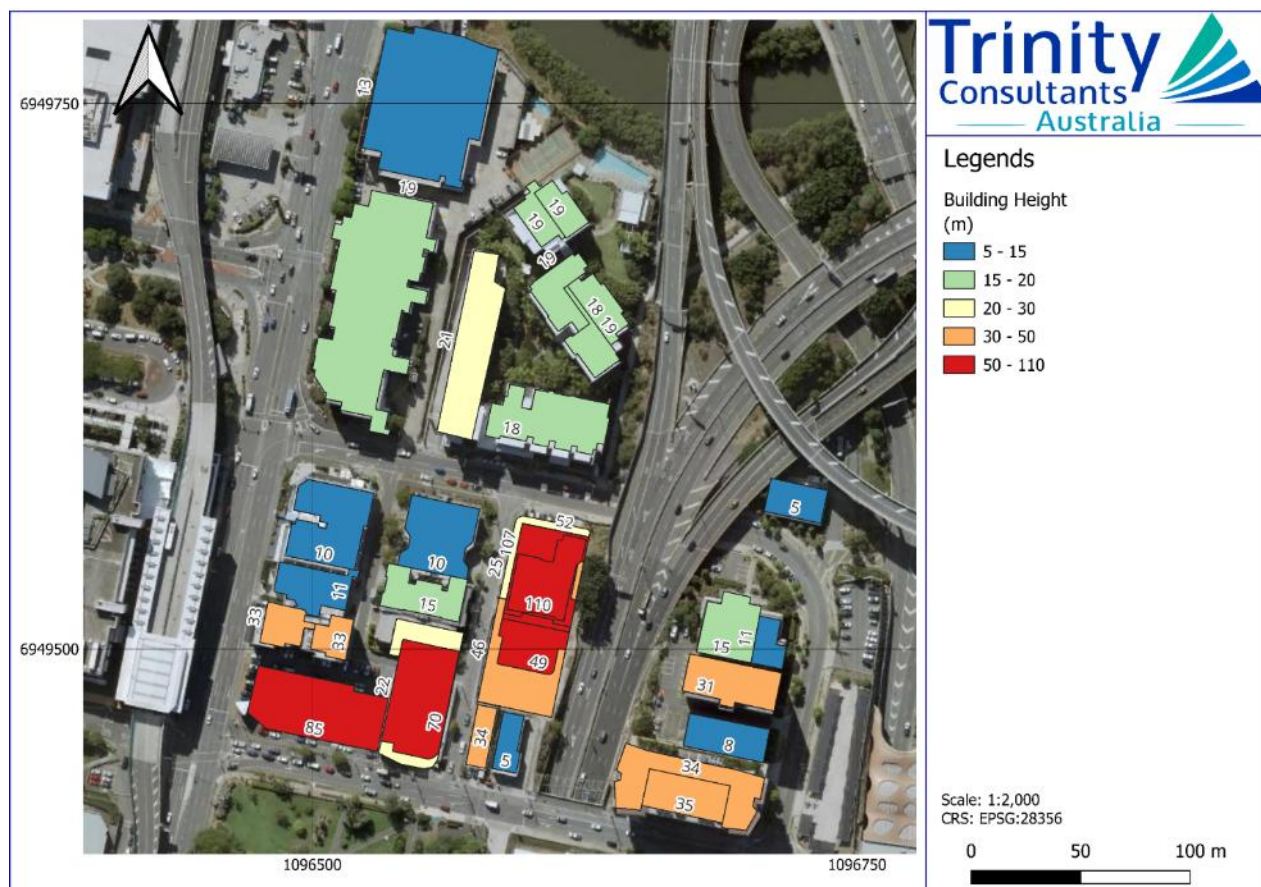 Trinity
Consultants
Australia
Legends
Building Height
(m)
5 - 15
15 - 20
20 - 30
30 - 50
50 - 110
Scale: 1:2,000
CRS: EPSG:28356
0 50 100 m
6949750
6949500
1096500 1096750
13
19
19
19
19
18
19
21
18
5
52
107
25
10
10
11
110
15
33
33
46
49
15
11
22
31
85
70
34
5
8
34
35